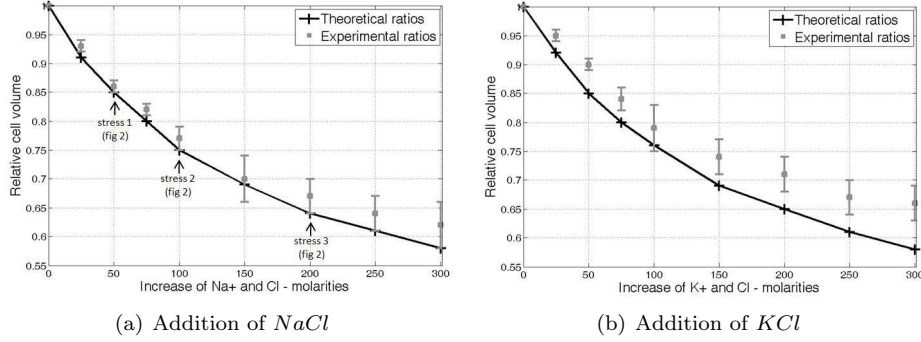 Theoretical ratios
Experimental ratios
Relative cell volume
0.95
0.9
0.85
0.8
0.75
0.7
0.65
0.6
0.55
stress 1
(fig 2)
stress 2
(fig 2)
stress 3
(fig 2)
0 50 100 150 200 250 300
Increase of Na+ and Cl - molarities
(a) Addition of NaCl
Theoretical ratios
Experimental ratios
Relative cell volume
0.95
0.9
0.85
0.8
0.75
0.7
0.65
0.6
0.55
0 50 100 150 200 250 300
Increase of K+ and Cl - molarities
(b) Addition of KCl